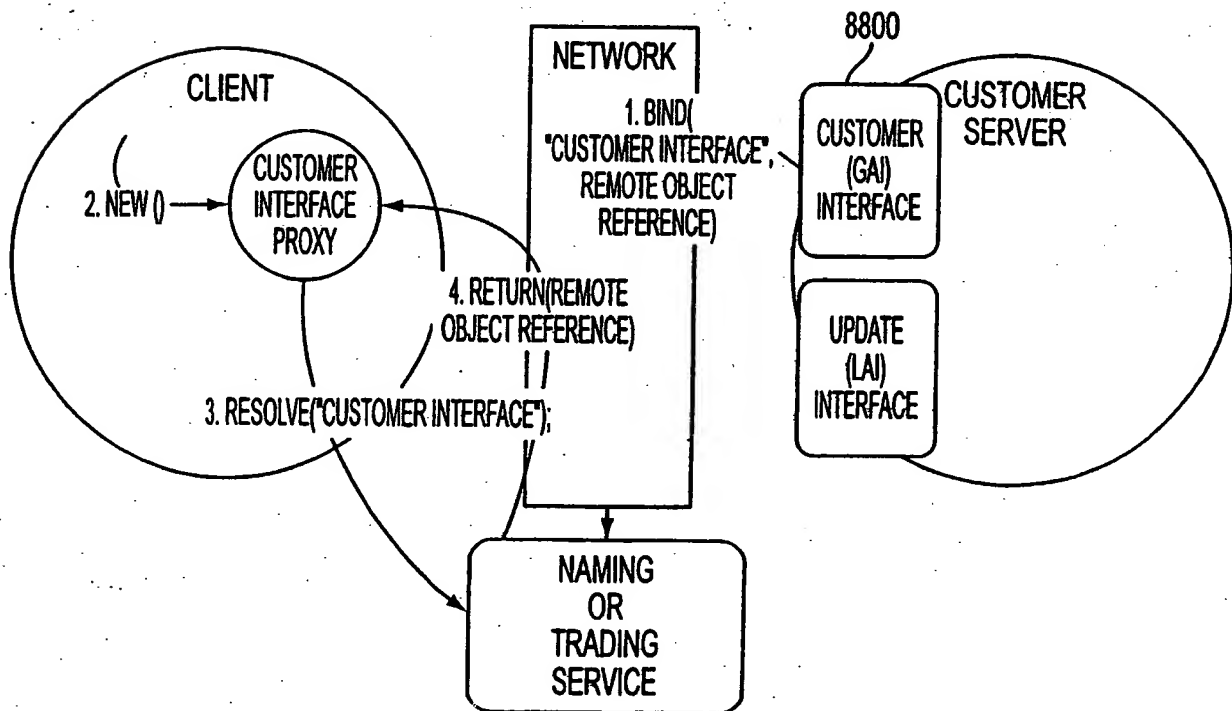 8800
CLIENT
2. NEW ()
CUSTOMER
INTERFACE
PROXY
NETWORK
1. BIND(
"CUSTOMER INTERFACE",
REMOTE OBJECT
REFERENCE)
CUSTOMER
(GAI)
INTERFACE
CUSTOMER
SERVER
4. RETURN(REMOTE
OBJECT REFERENCE)
UPDATE
(LAI)
INTERFACE
3. RESOLVE("CUSTOMER INTERFACE");
NAMING
OR
TRADING
SERVICE